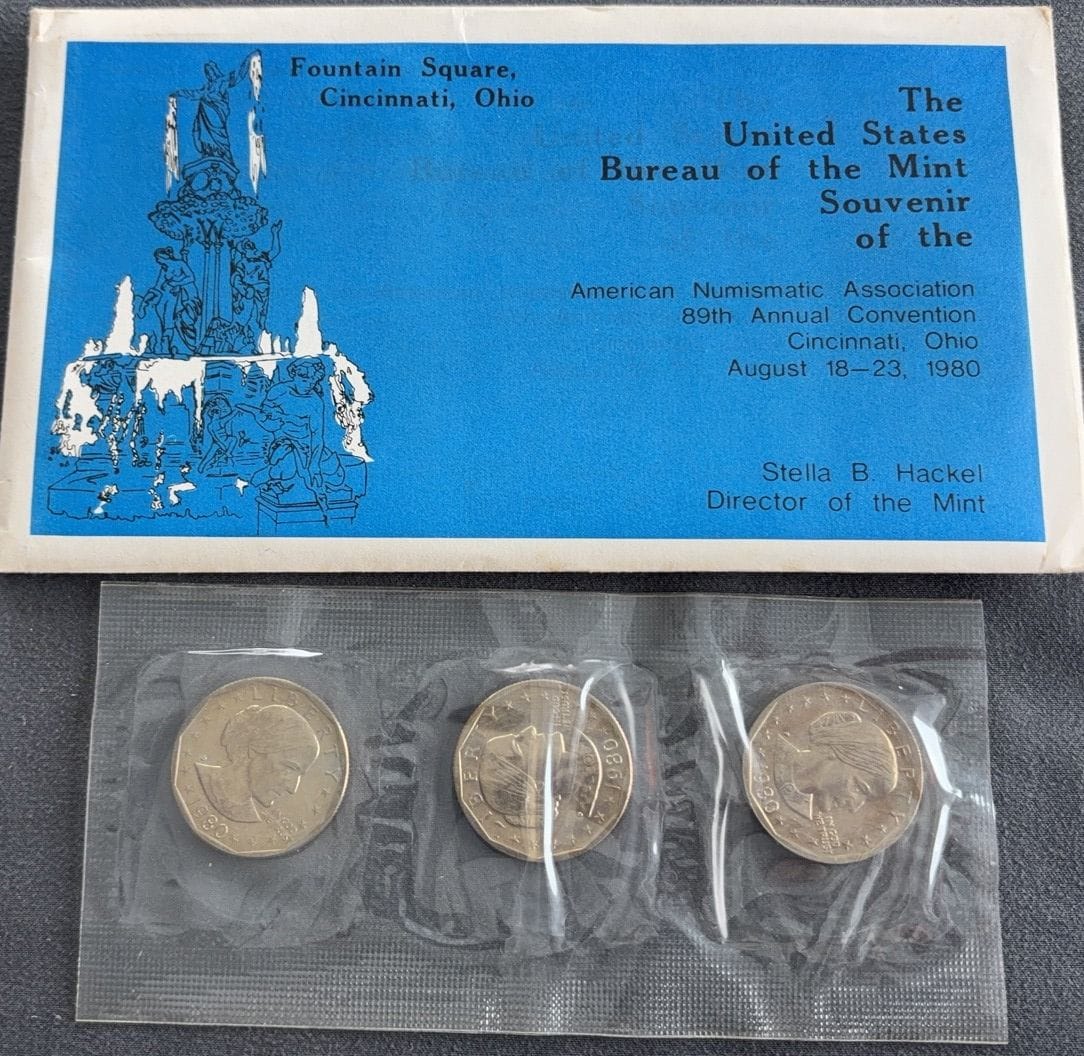 Fountain Square,
Cincinnati, Ohio
The
United States
Bureau of the Mint
Souvenir
of the
American Numismatic Association
89th Annual Convention
Cincinnati, Ohio
August 18—23, 1980
Stella B. Hackel
Director of the Mint
LIBERTY
1980
LIBERTY
1980
LIBERTY
1980